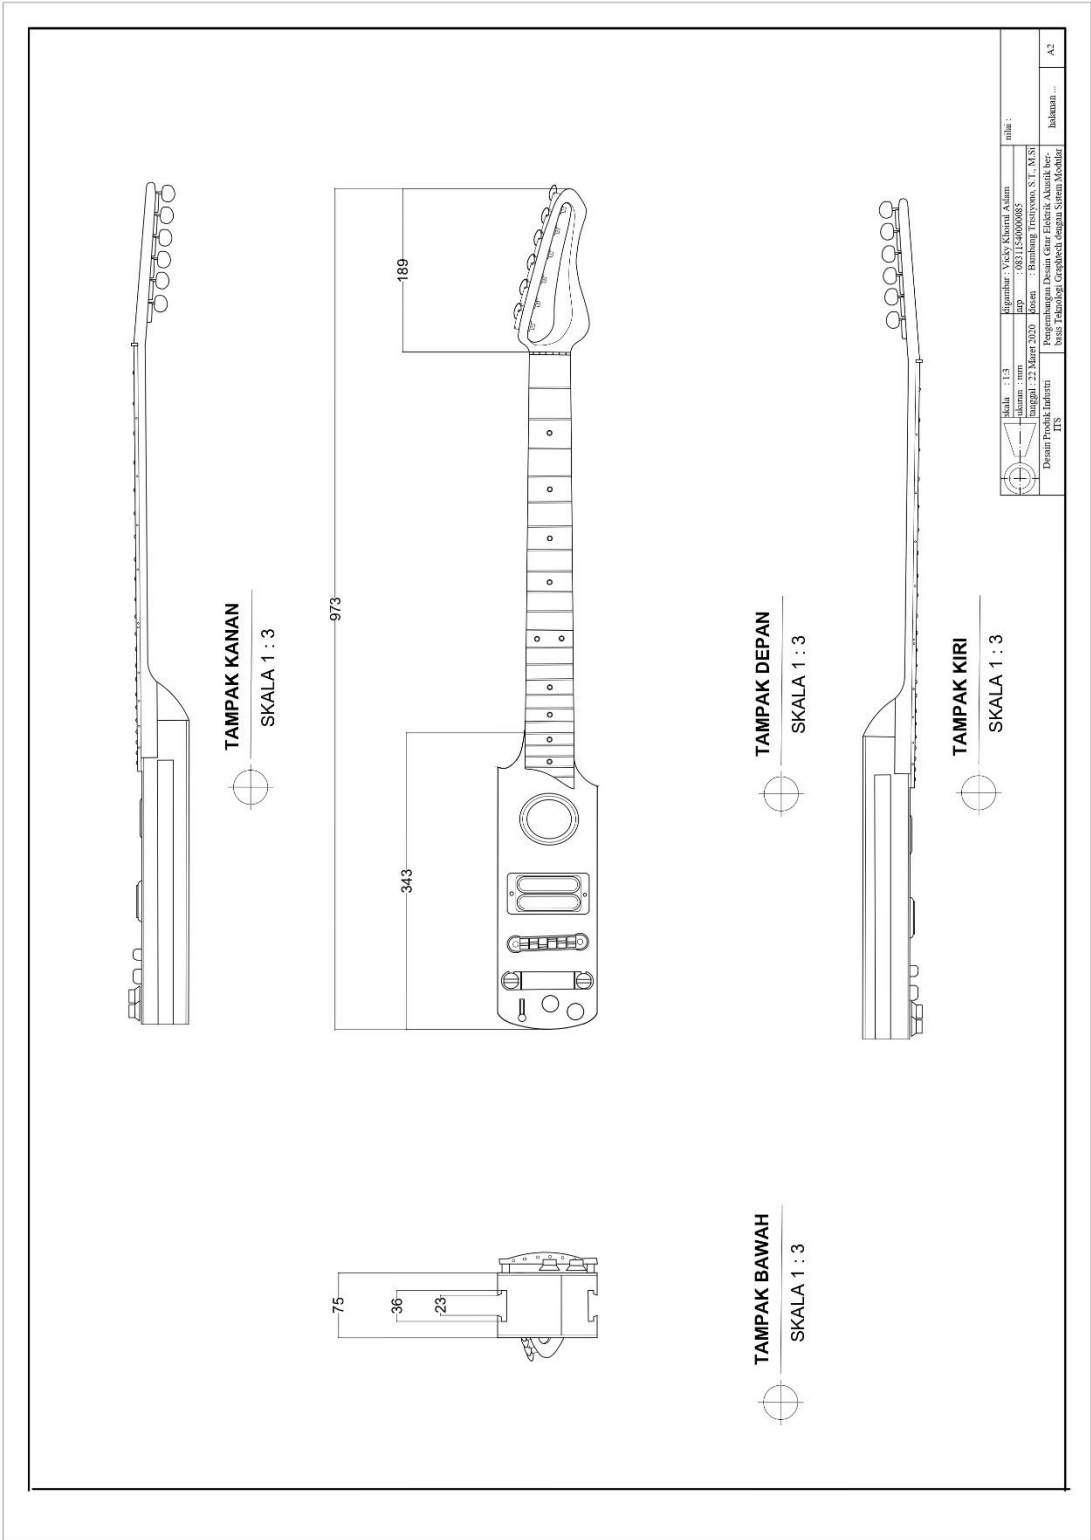 189
973
343
TAMPAK KANAN
SKALA 1 : 3
TAMPAK DEPAN
SKALA 1 : 3
TAMPAK KIRI
SKALA 1 : 3
75
36
23
TAMPAK BAWAH
SKALA 1 : 3
skala : 1:3
ukuran : mm
tanggal : 22 Maret 2020
digambar : Vicky Khoirul Aslam
nrp : 08311540000085
dosen : Bambang Tristiyono, S.T., M.Si
nilai :
Desain Produk Industri
ITS
Pengembangan Desain Gitar Elektrik Akustik ber-
basis Teknologi Graphtech dengan Sistem Modular
halaman ...
A2